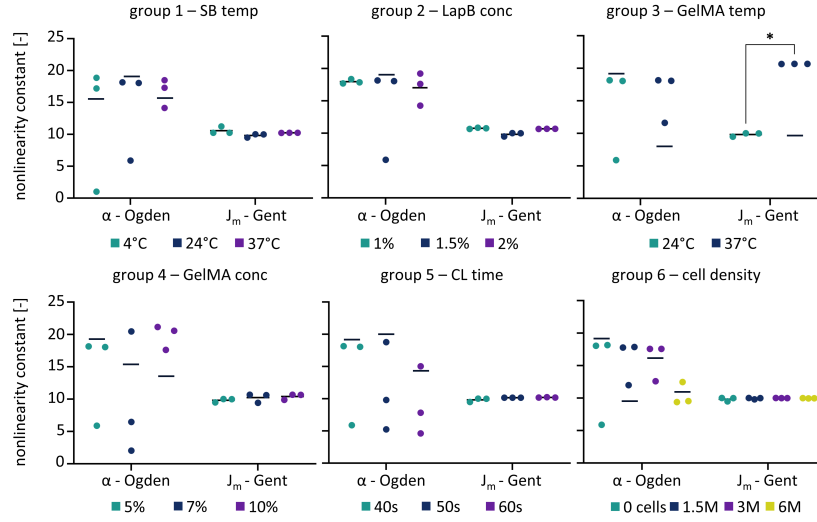 group 1 – SB temp
group 2 – LapB conc
group 3 – GelMA temp
nonlinearity constant [-]
25
20
15
10
5
0
*
α - Ogden
Jm - Gent
α - Ogden
Jm - Gent
α - Ogden
Jm - Gent
4°C
24°C
37°C
1%
1.5%
2%
24°C
37°C
group 4 – GelMA conc
group 5 – CL time
group 6 – cell density
nonlinearity constant [-]
25
20
15
10
5
0
α - Ogden
Jm - Gent
α - Ogden
Jm - Gent
α - Ogden
Jm - Gent
5%
7%
10%
40s
50s
60s
0 cells
1.5M
3M
6M